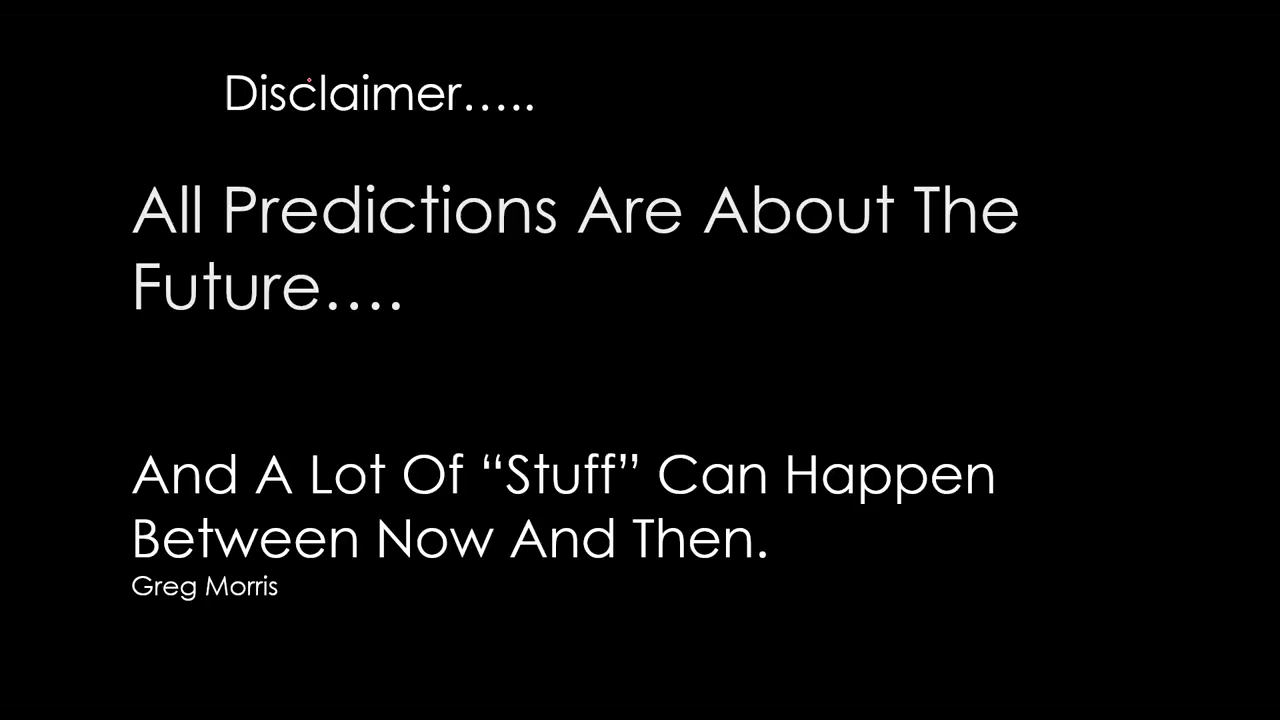 Disclaimer.....
All Predictions Are About The
Future....
And A Lot Of “Stuff” Can Happen
Between Now And Then.
Greg Morris